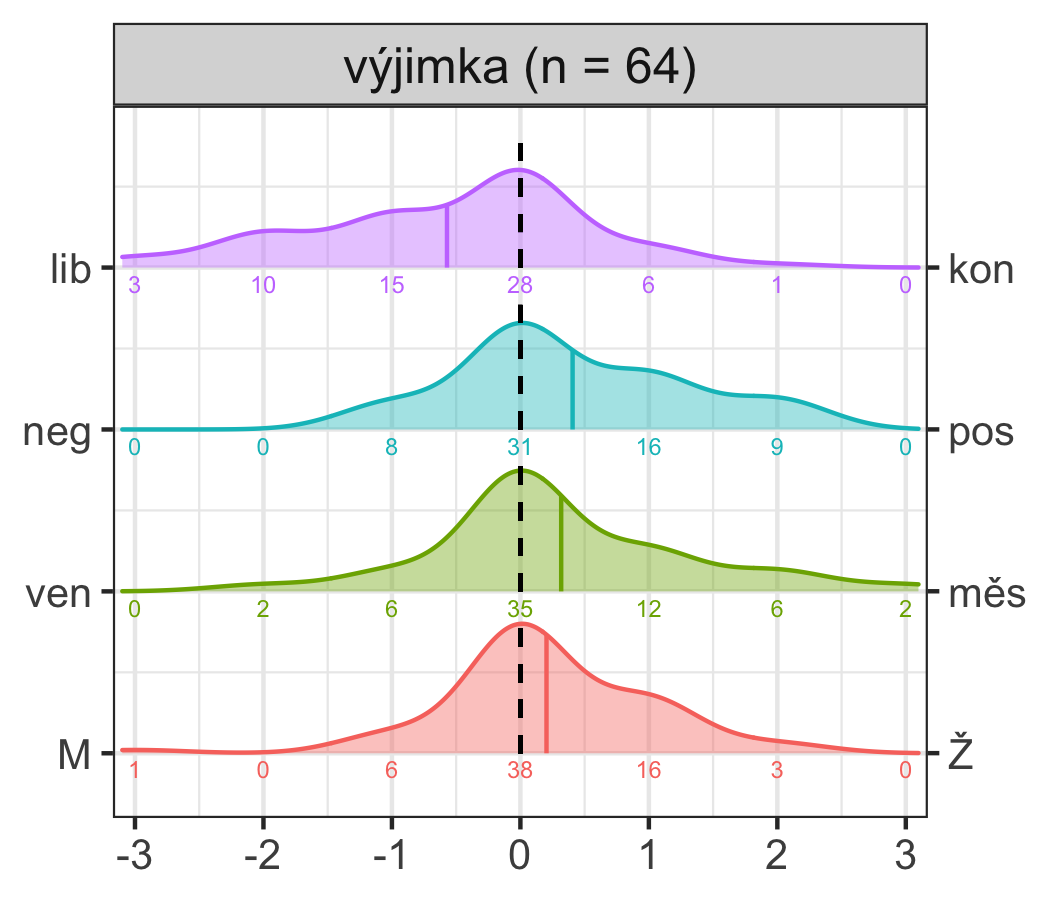 výjimka (n = 64)
lib kon
3 10 15 28 6 1 0
neg pos
0 0 8 31 16 9 0
ven měs
0 2 6 35 12 6 2
M Ž
1 0 6 38 16 3 0
-3 -2 -1 0 1 2 3